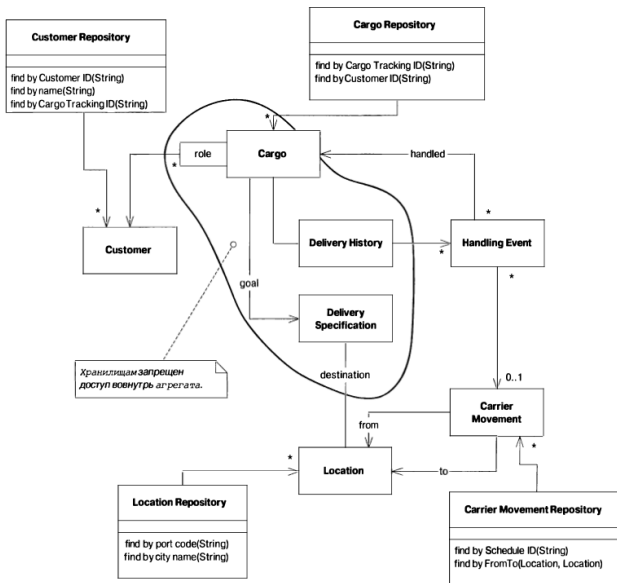 Cargo Repository
find by Cargo Tracking ID(String)
find by Customer ID(String)
Customer Repository
find by Customer ID(String)
find by name(String)
find by Cargo Tracking ID(String)
role
*
*
Cargo
handled
*
*
Customer
Delivery History
*
Handling Event
*
goal
Delivery
Specification
Хранилищам запрещен
доступ вовнутрь агрегата.
destination
0..1
Carrier
Movement
from
*
Location
to
*
Location Repository
find by port code(String)
find by city name(String)
Carrier Movement Repository
find by Schedule ID(String)
find by FromTo(Location, Location)